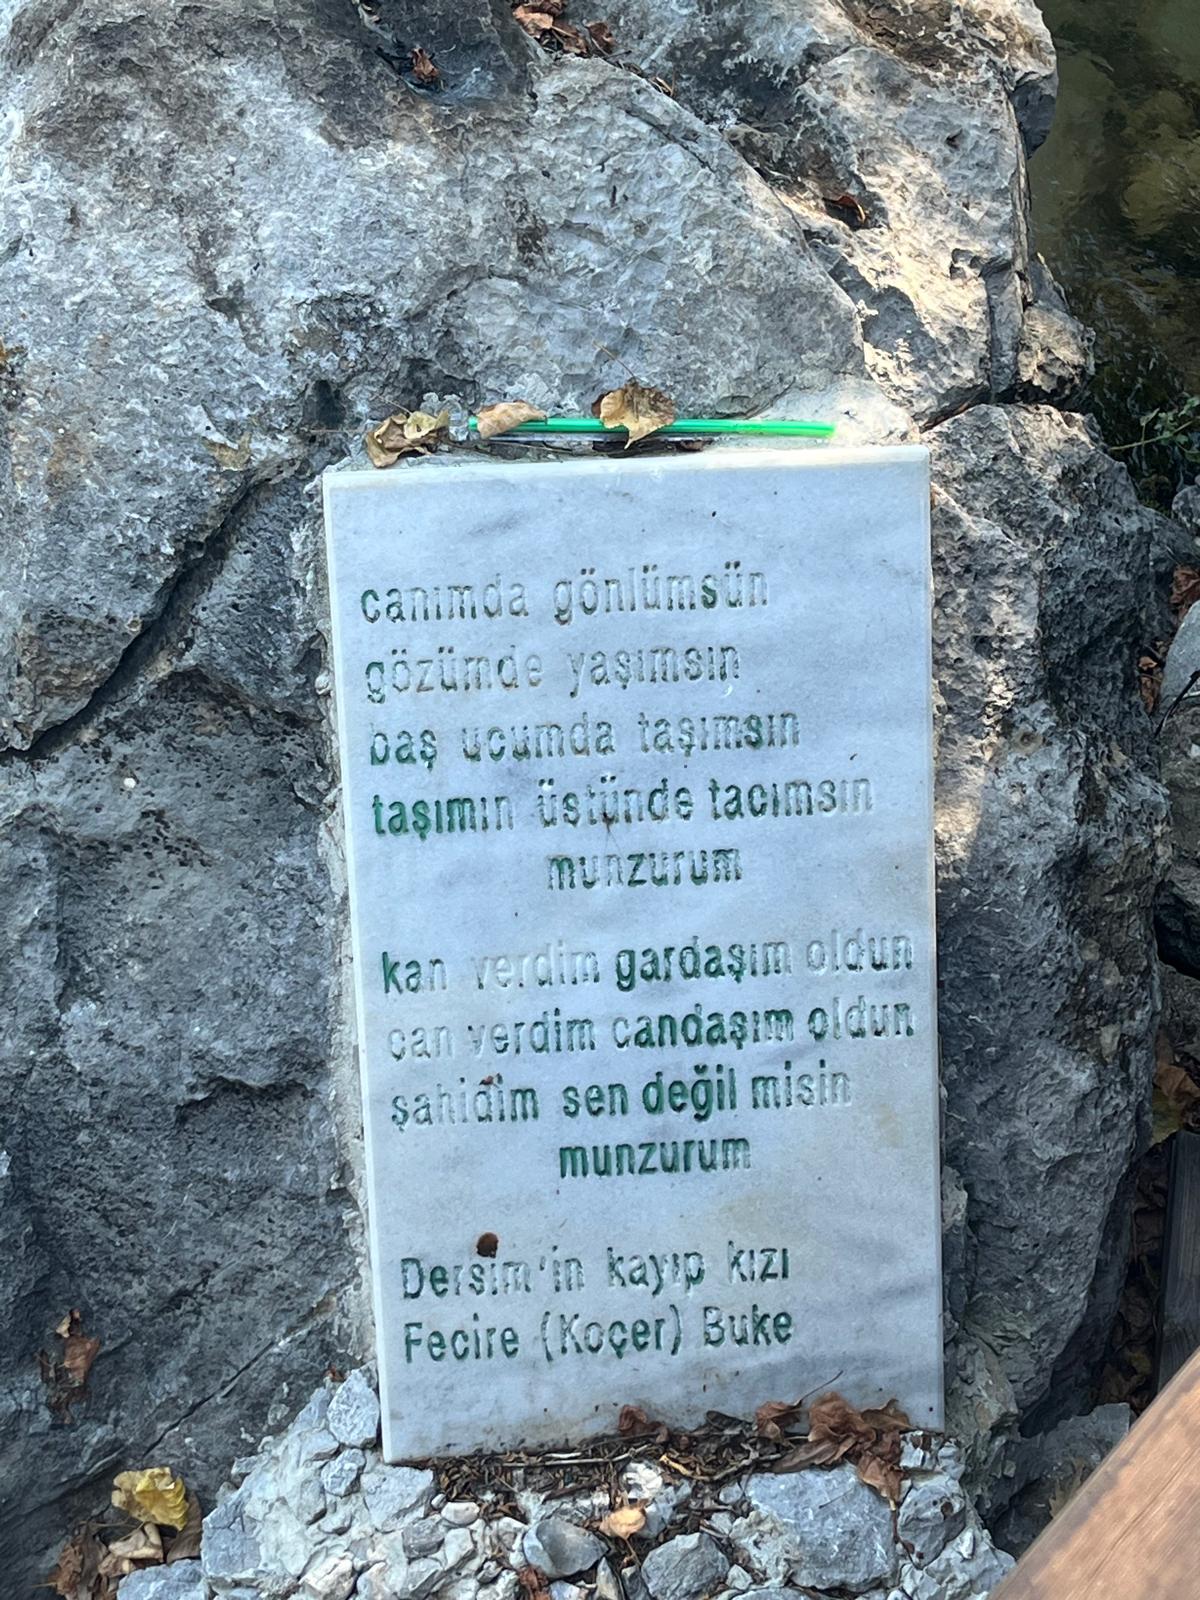 canımda gönlümsün
gözümde yaşımsın
baş ucumda taşımsın
taşımın üstünde tacımsın
munzurum
kan verdim gardaşım oldun
can verdim candaşım oldun
şahidim sen değil misin
munzurum
Dersim'in kayıp kızı
Fecire (Koçer) Buke